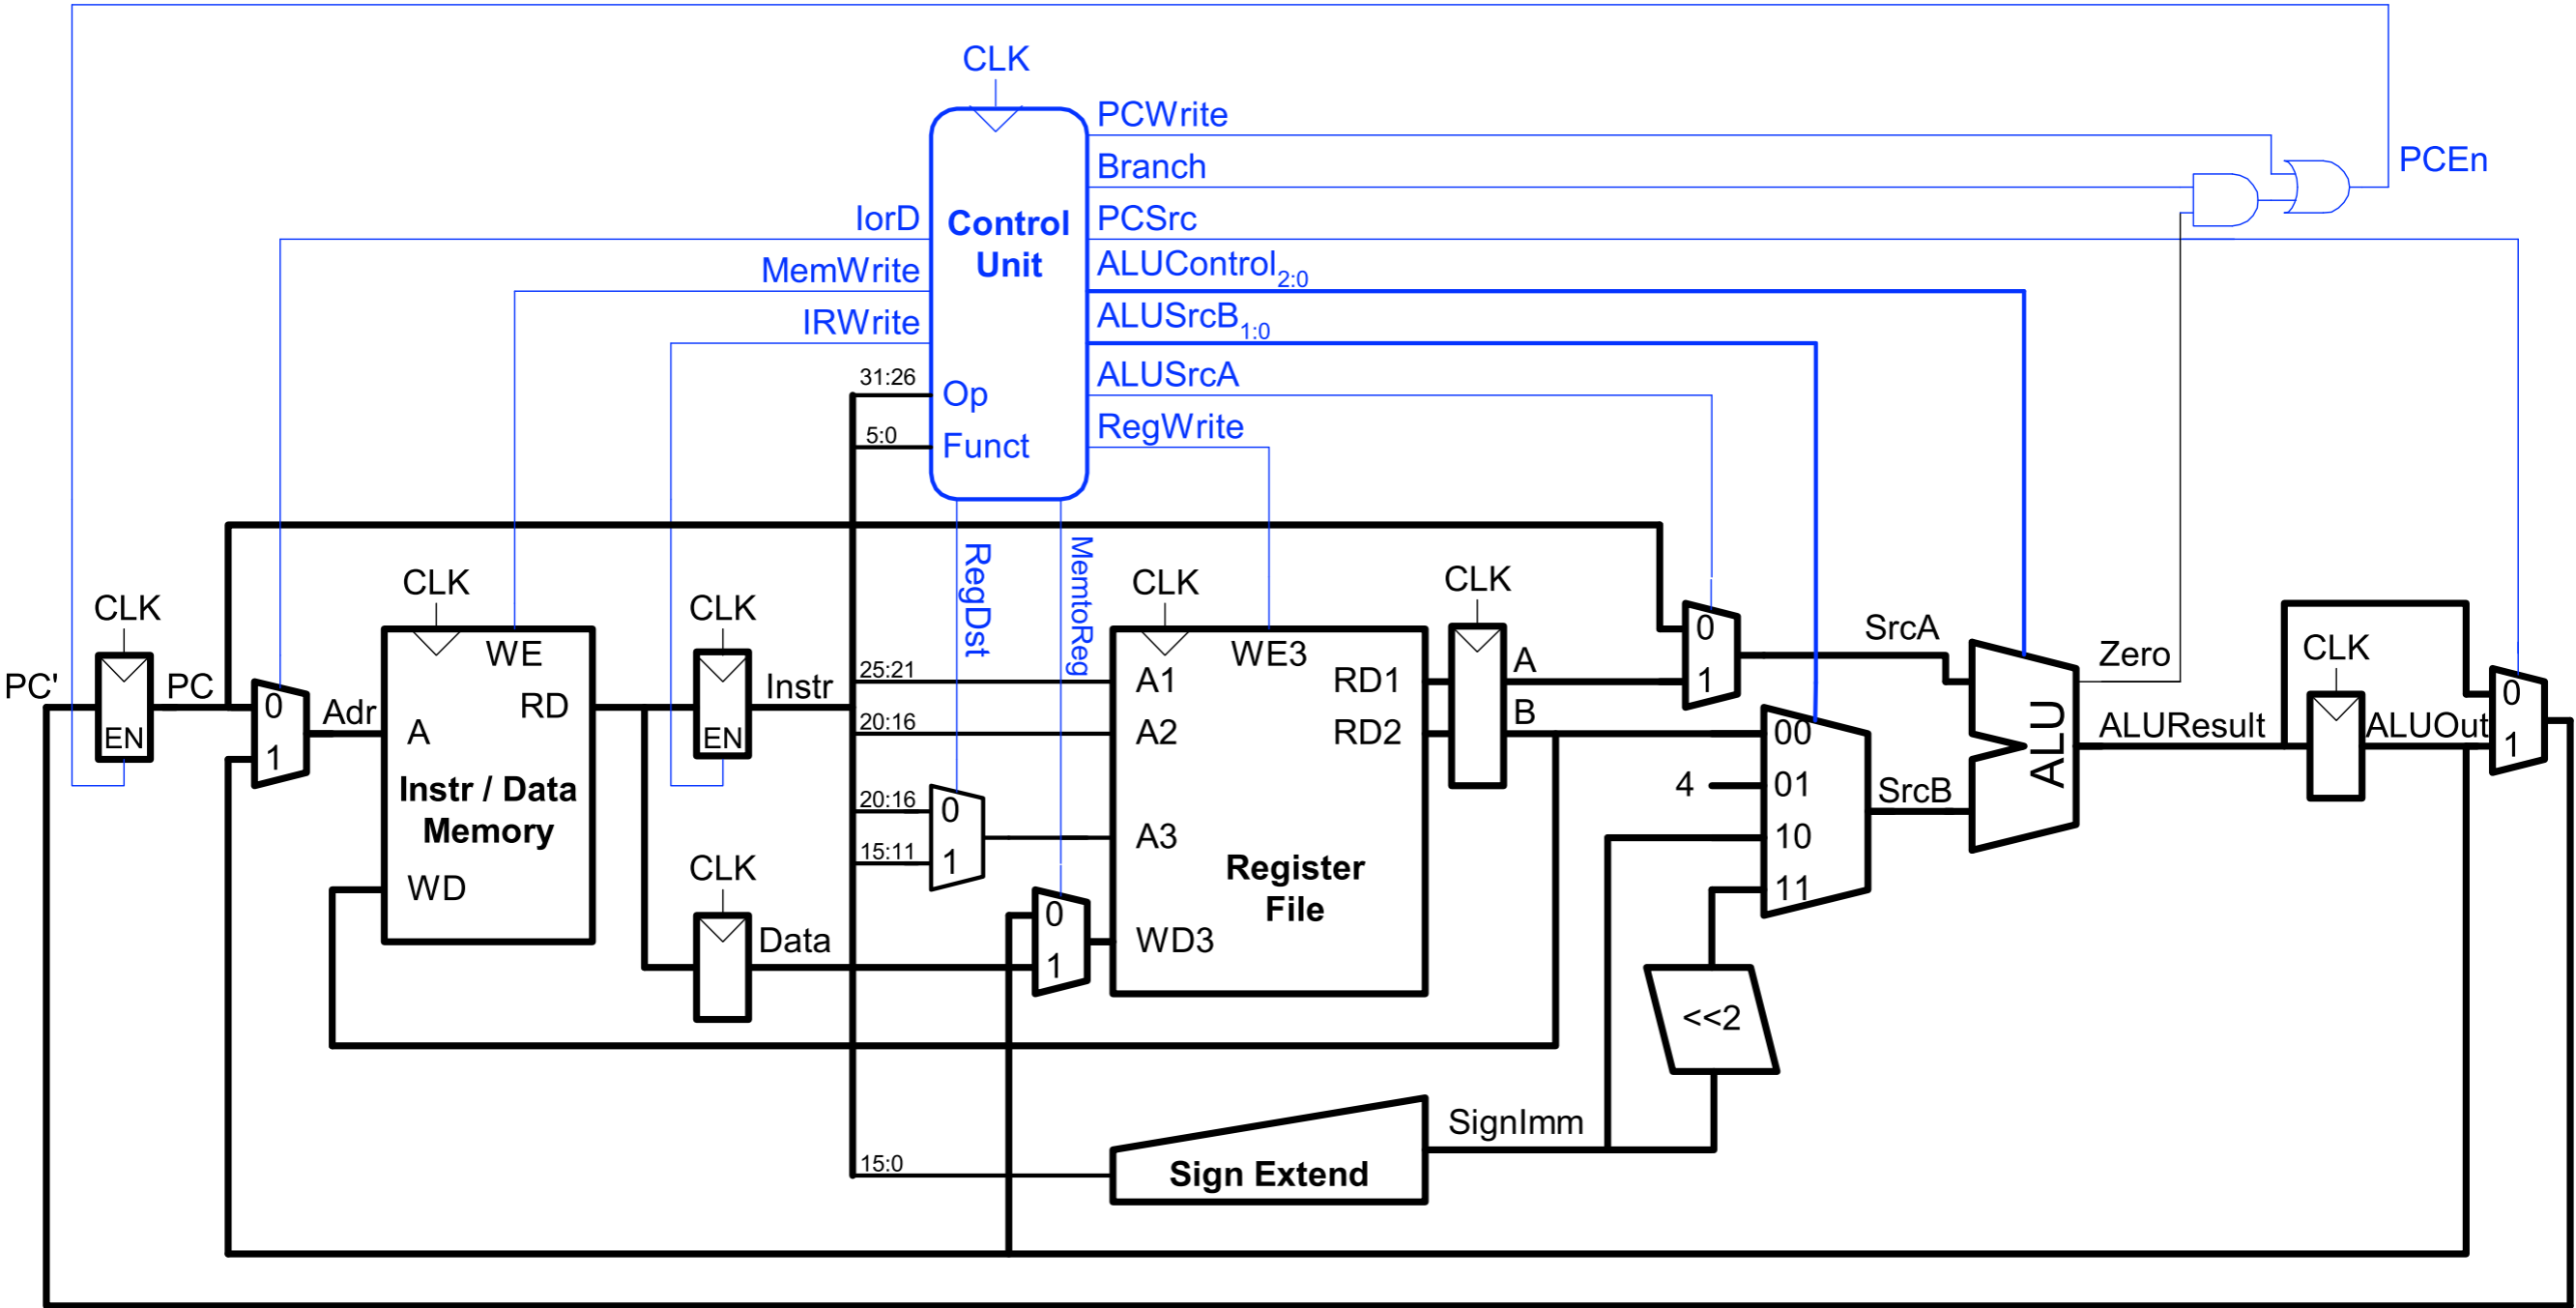 CLK
PCWrite
Branch
PCEn
IorD
Control
Unit
PCSrc
MemWrite
ALUControl2:0
IRWrite
ALUSrcB1:0
31:26
Op
ALUSrcA
5:0
Funct
RegWrite
RegDst
MemtoReg
CLK
CLK
CLK
CLK
CLK
PC'
EN
PC
0
1
Adr
WE
RD
A
Instr / Data
Memory
WD
EN
Instr
CLK
Data
25:21
20:16
20:16
15:11
0
1
0
1
WE3
A1
RD1
A2
RD2
A3
Register
File
WD3
A
B
0
1
SrcA
00
4
01
10
11
SrcB
<<2
ALU
Zero
ALUResult
CLK
ALUOut
0
1
SignImm
15:0
Sign Extend